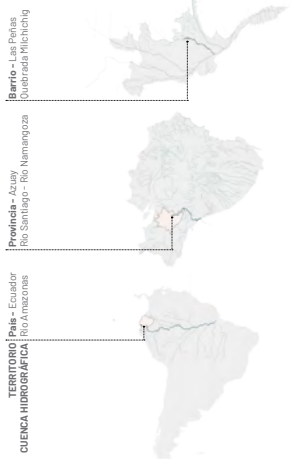 TERRITORIO
CUENCA HIDROGRÁFICA
País - Ecuador
Río Amazonas
Provincia - Azuay
Río Santiago - Río Namangoza
Barrio - Las Peñas
Quebrada Milchichig